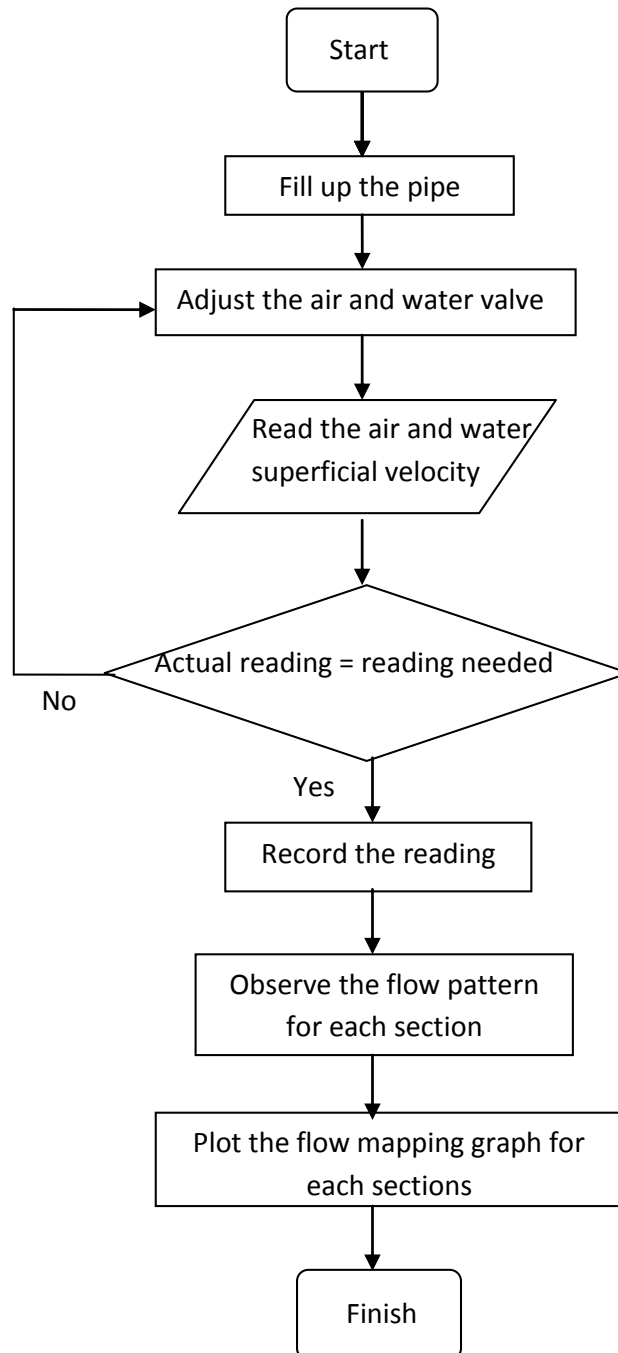 Start
Fill up the pipe
Adjust the air and water valve
Read the air and water
superficial velocity
Actual reading = reading needed
No
Yes
Record the reading
Observe the flow pattern
for each section
Plot the flow mapping graph for
each sections
Finish